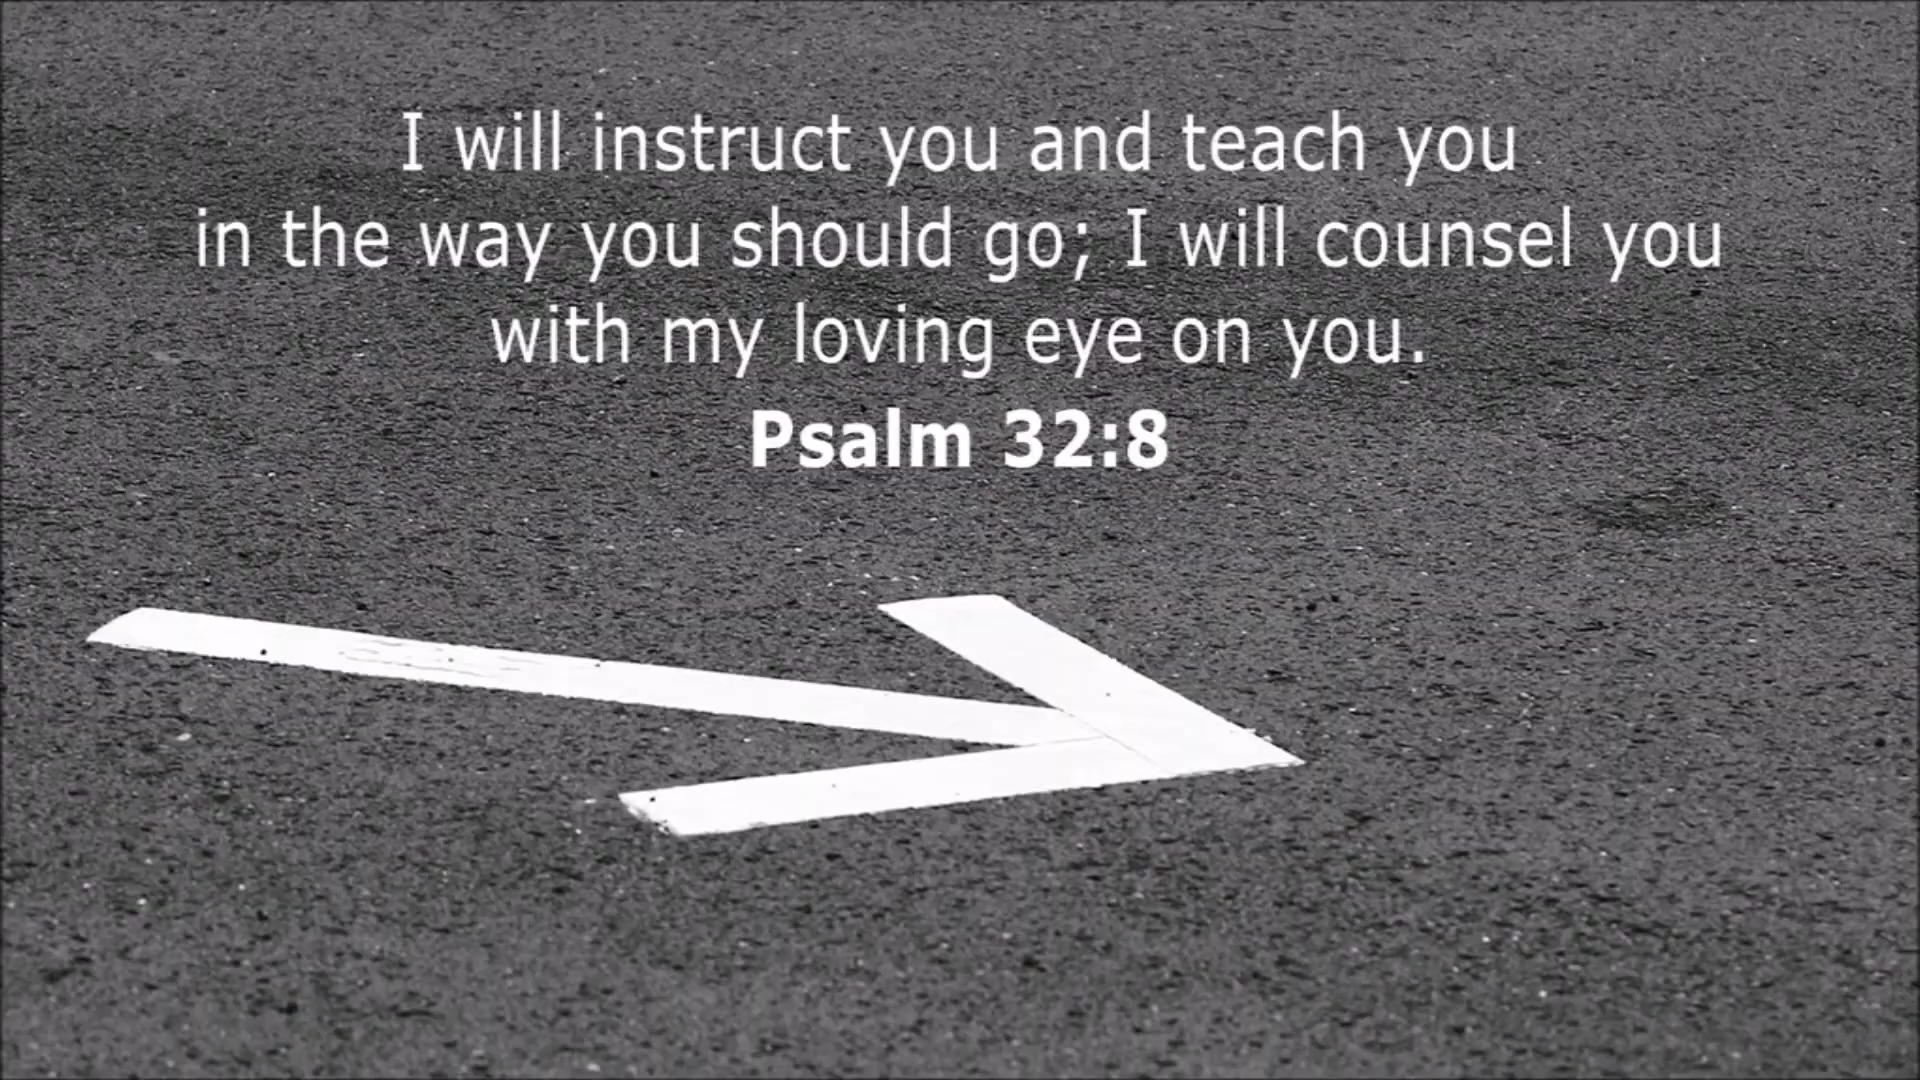 I will instruct you and teach you
in the way you should go; I will counsel you
with my loving eye on you.
Psalm 32:8